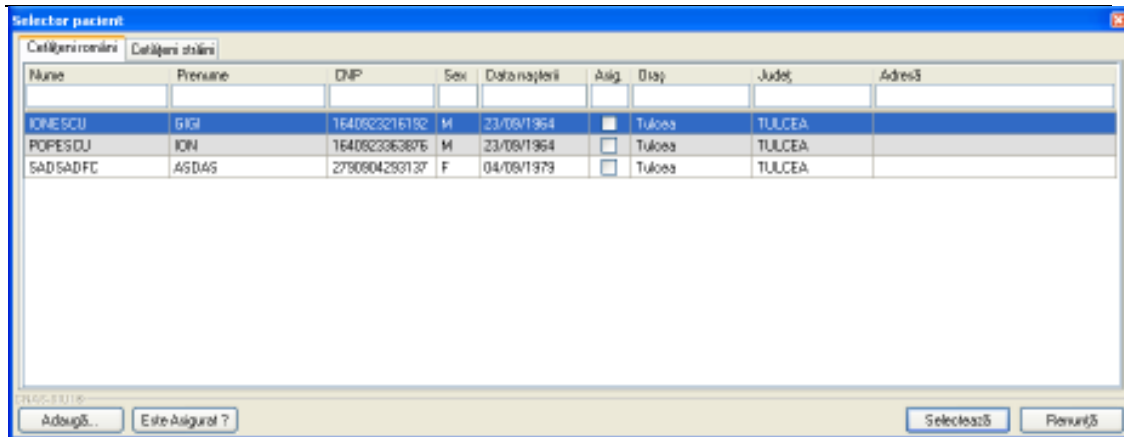 Selector pacient
Cetăţeni români Cetăţeni străini
Nume Prenume CNP Sex Data naşterii Asig. Oraş Judeţ Adresă
IONESCU GIGI 1640923216192 M 23/09/1964 Tulcea TULCEA
POPESCU ION 1640923363876 M 23/09/1964 Tulcea TULCEA
SADSADFC ASDAS 2790904293137 F 04/09/1979 Tulcea TULCEA
Adaugă... Este Asigurat ? Selectează Renunţă